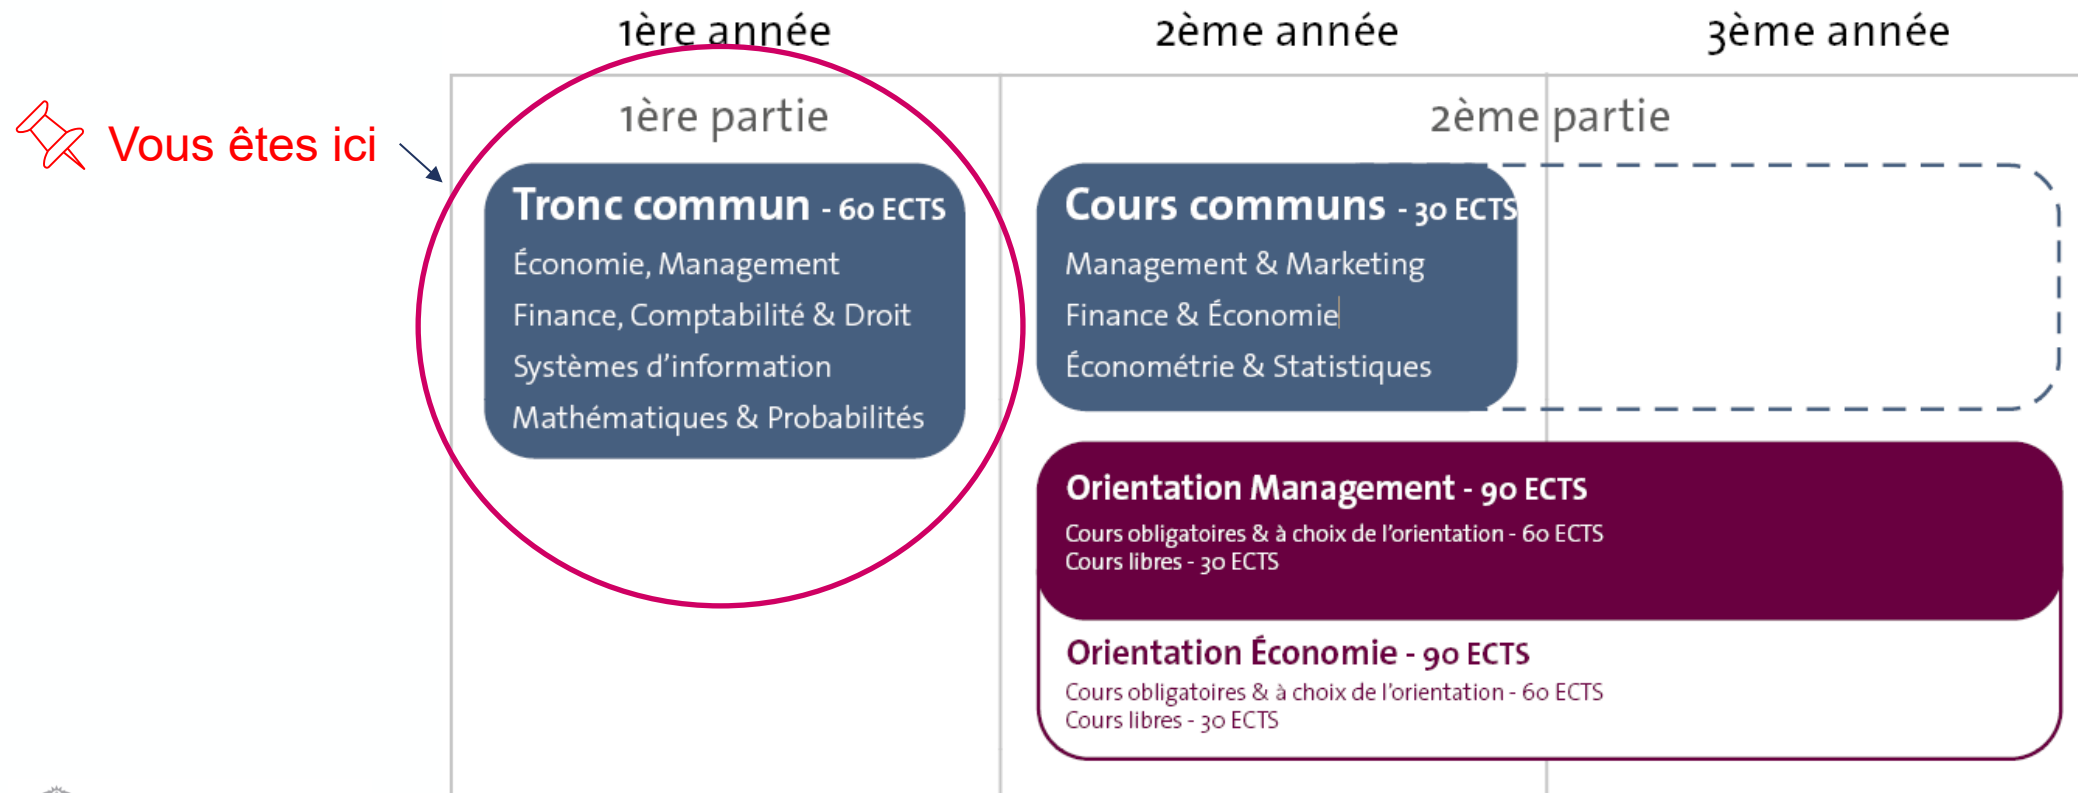 1ère année
2ème année
3ème année
1ère partie
2ème partie
Vous êtes ici
Tronc commun - 60 ECTS
Économie, Management
Finance, Comptabilité & Droit
Systèmes d'information
Mathématiques & Probabilités
Cours communs - 30 ECTS
Management & Marketing
Finance & Économie
Économétrie & Statistiques
Orientation Management - 90 ECTS
Cours obligatoires & à choix de l'orientation - 60 ECTS
Cours libres - 30 ECTS
Orientation Économie - 90 ECTS
Cours obligatoires & à choix de l'orientation - 60 ECTS
Cours libres - 30 ECTS